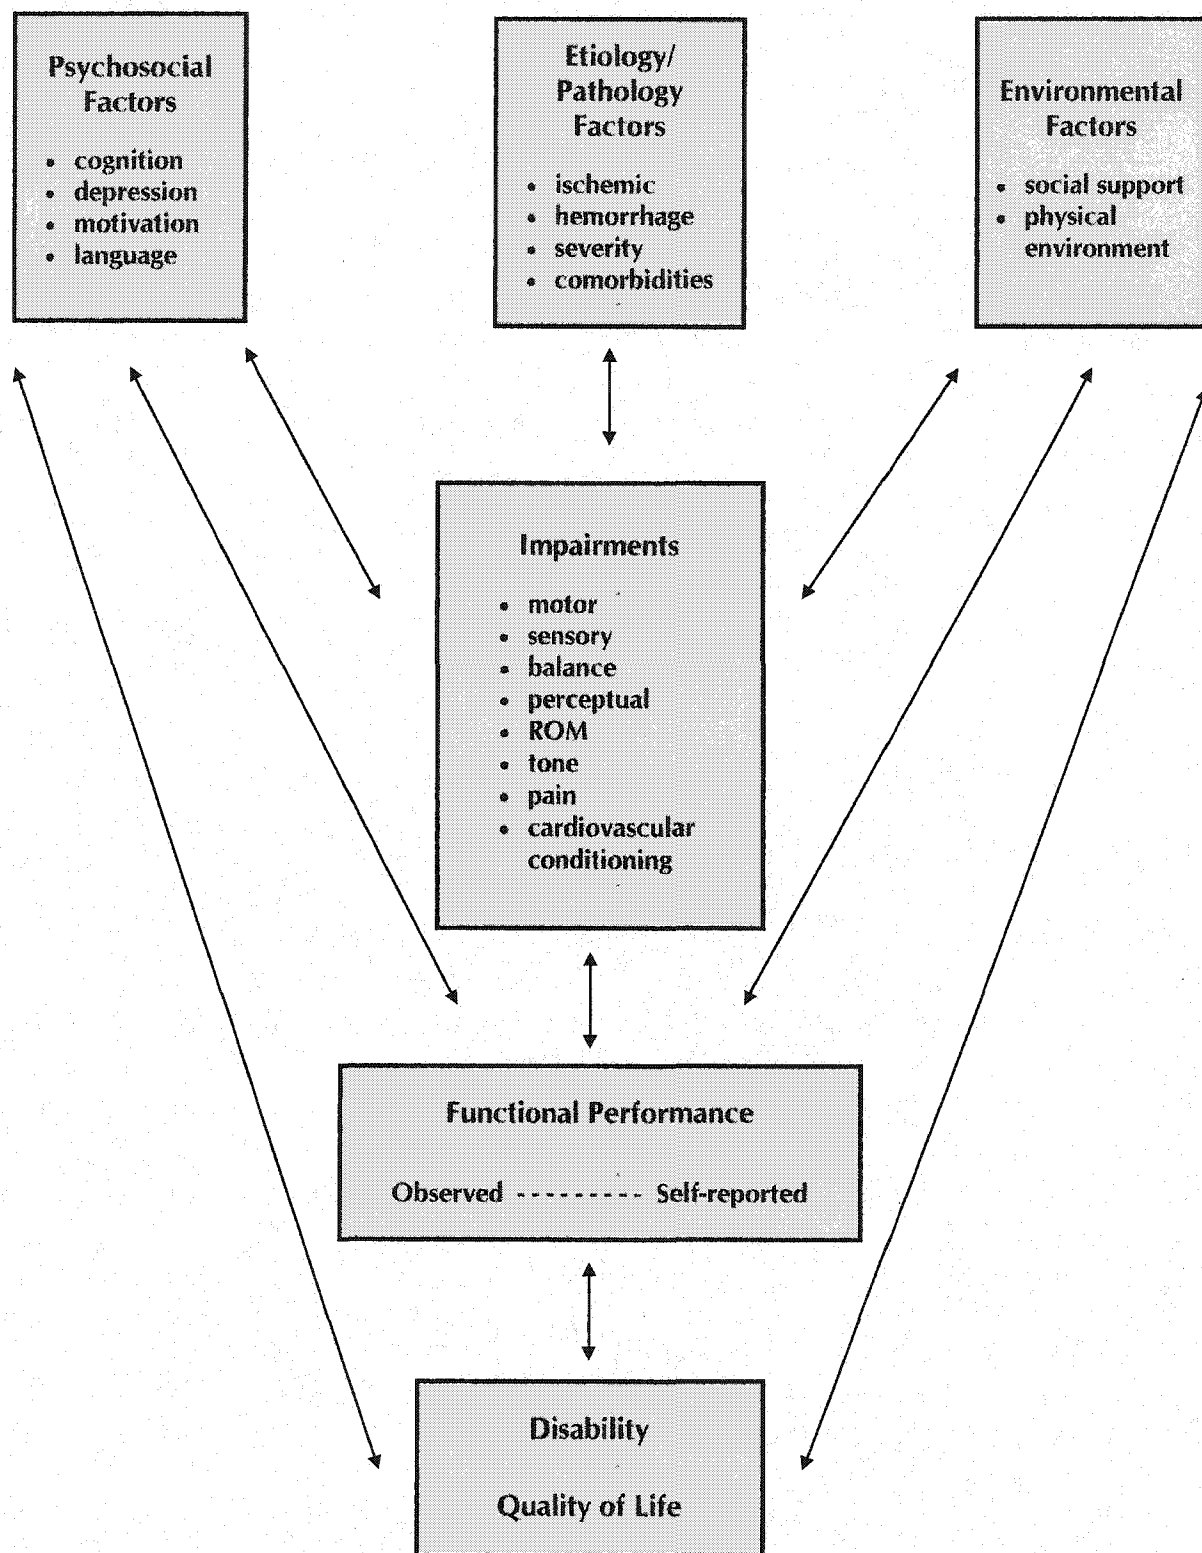 Psychosocial
Factors
• cognition
• depression
• motivation
• language
Etiology/
Pathology
Factors
• ischemic
• hemorrhage
• severity
• comorbidities
Environmental
Factors
• social support
• physical
environment
Impairments
• motor
• sensory
• balance
• perceptual
• ROM
• tone
• pain
• cardiovascular
conditioning
Functional Performance
Observed --------- Self-reported
Disability
Quality of Life